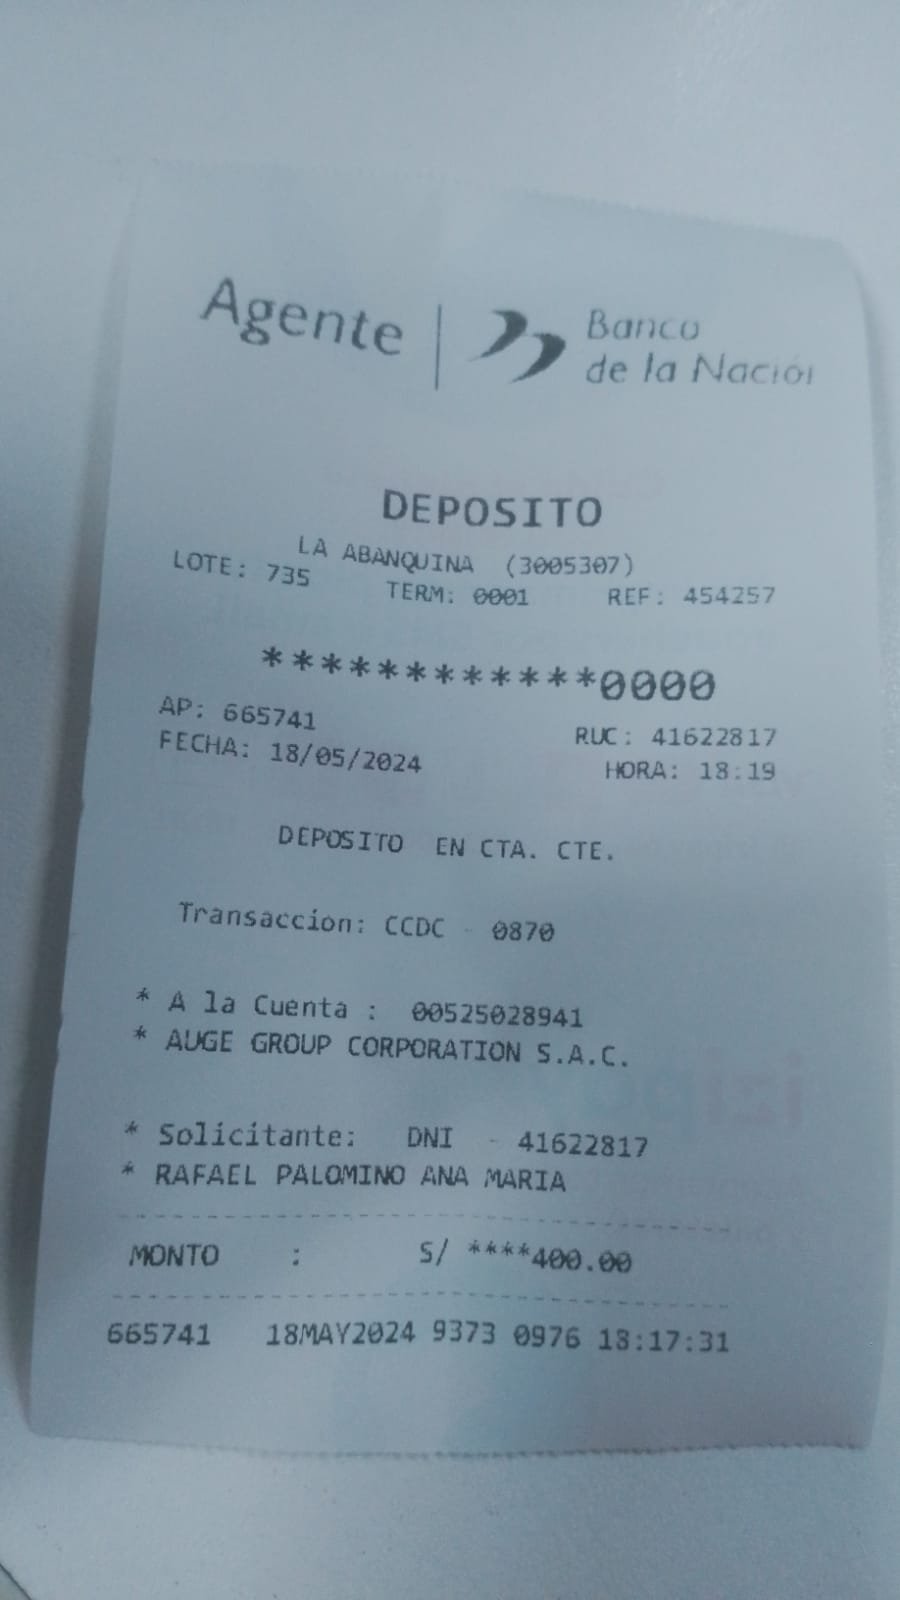 Agente | Banco
de la Nación
DEPOSITO
LA ABANQUINA (3005307)
LOTE: 735 TERM: 0001 REF: 454257
************0000
AP: 665741 RUC: 41622817
FECHA: 18/05/2024 HORA: 18:19
DEPOSITO EN CTA. CTE.
Transaccion: CCDC - 0870
* A la Cuenta : 00525028941
* AUGE GROUP CORPORATION S.A.C.
* Solicitante: DNI - 41622817
* RAFAEL PALOMINO ANA MARIA
MONTO : S/ ****400.00
665741 18MAY2024 9373 0976 18:17:31